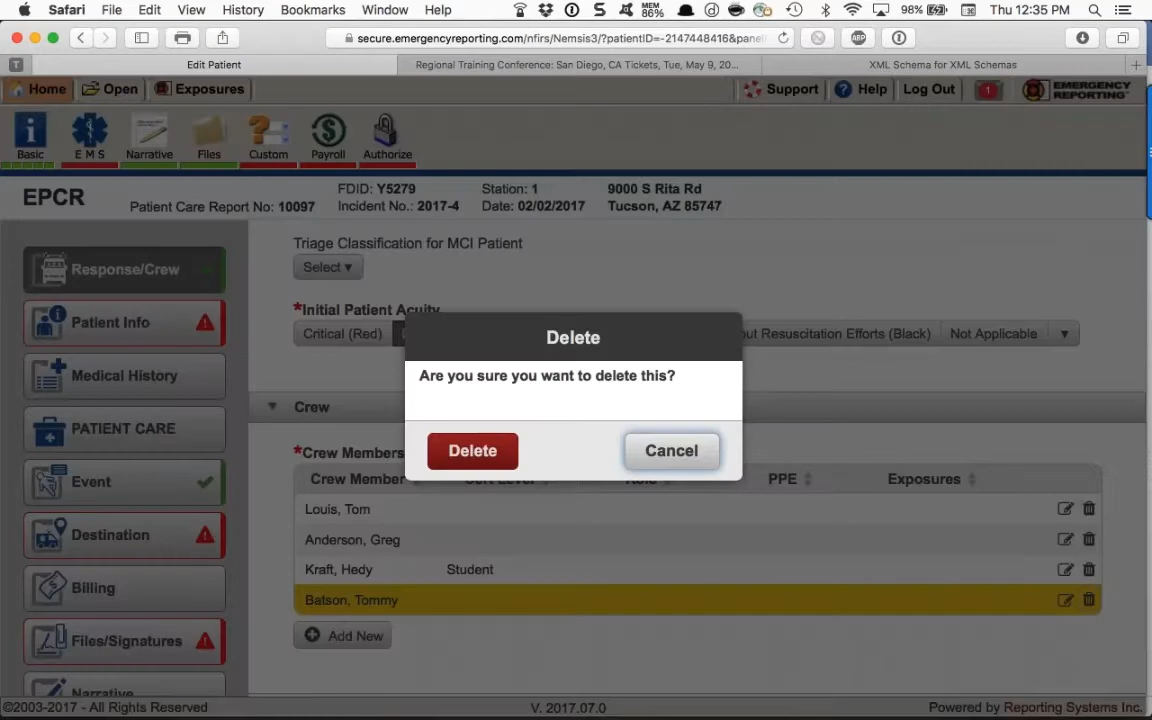 Safari File Edit View History Bookmarks Window Help MEM 86% 98% Thu 12:35 PM
secure.emergencyreporting.com/nfirs/Nemsis3/?patientID=-2147448416&pane
ABP
T Edit Patient Regional Training Conference: San Diego, CA Tickets, Tue, May 9, 20... XML Schema for XML Schemas
Home Open Exposures Support Help Log Out 1 EMERGENCY REPORTING
Basic EMS Narrative Files Custom Payroll Authorize
EPCR
Patient Care Report No: 10097
FDID: Y5279
Incident No.: 2017-4
Station: 1
Date: 02/02/2017
9000 S Rita Rd
Tucson, AZ 85747
Response/Crew
Patient Info
Medical History
PATIENT CARE
Event
Destination
Billing
Files/Signatures
Narrative
Triage Classification for MCI Patient
Select ▾
*Initial Patient Acuity
Critical (Red) out Resuscitation Efforts (Black) Not Applicable
Crew
*Crew Members
Crew Member Cert Level Role PPE Exposures
Louis, Tom
Anderson, Greg
Kraft, Hedy Student
Batson, Tommy
Add New
Delete
Are you sure you want to delete this?
Delete Cancel
©2003-2017 - All Rights Reserved V. 2017.07.0 Powered by Reporting Systems Inc.